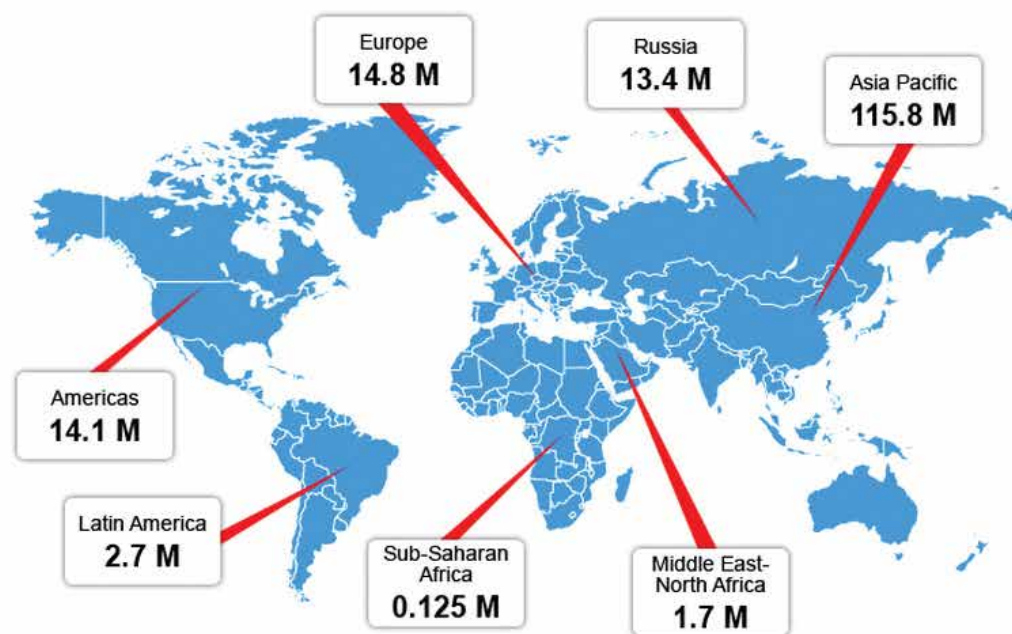 Europe
14.8 M
Russia
13.4 M
Asia Pacific
115.8 M
Americas
14.1 M
Latin America
2.7 M
Sub-Saharan
Africa
0.125 M
Middle East-
North Africa
1.7 M